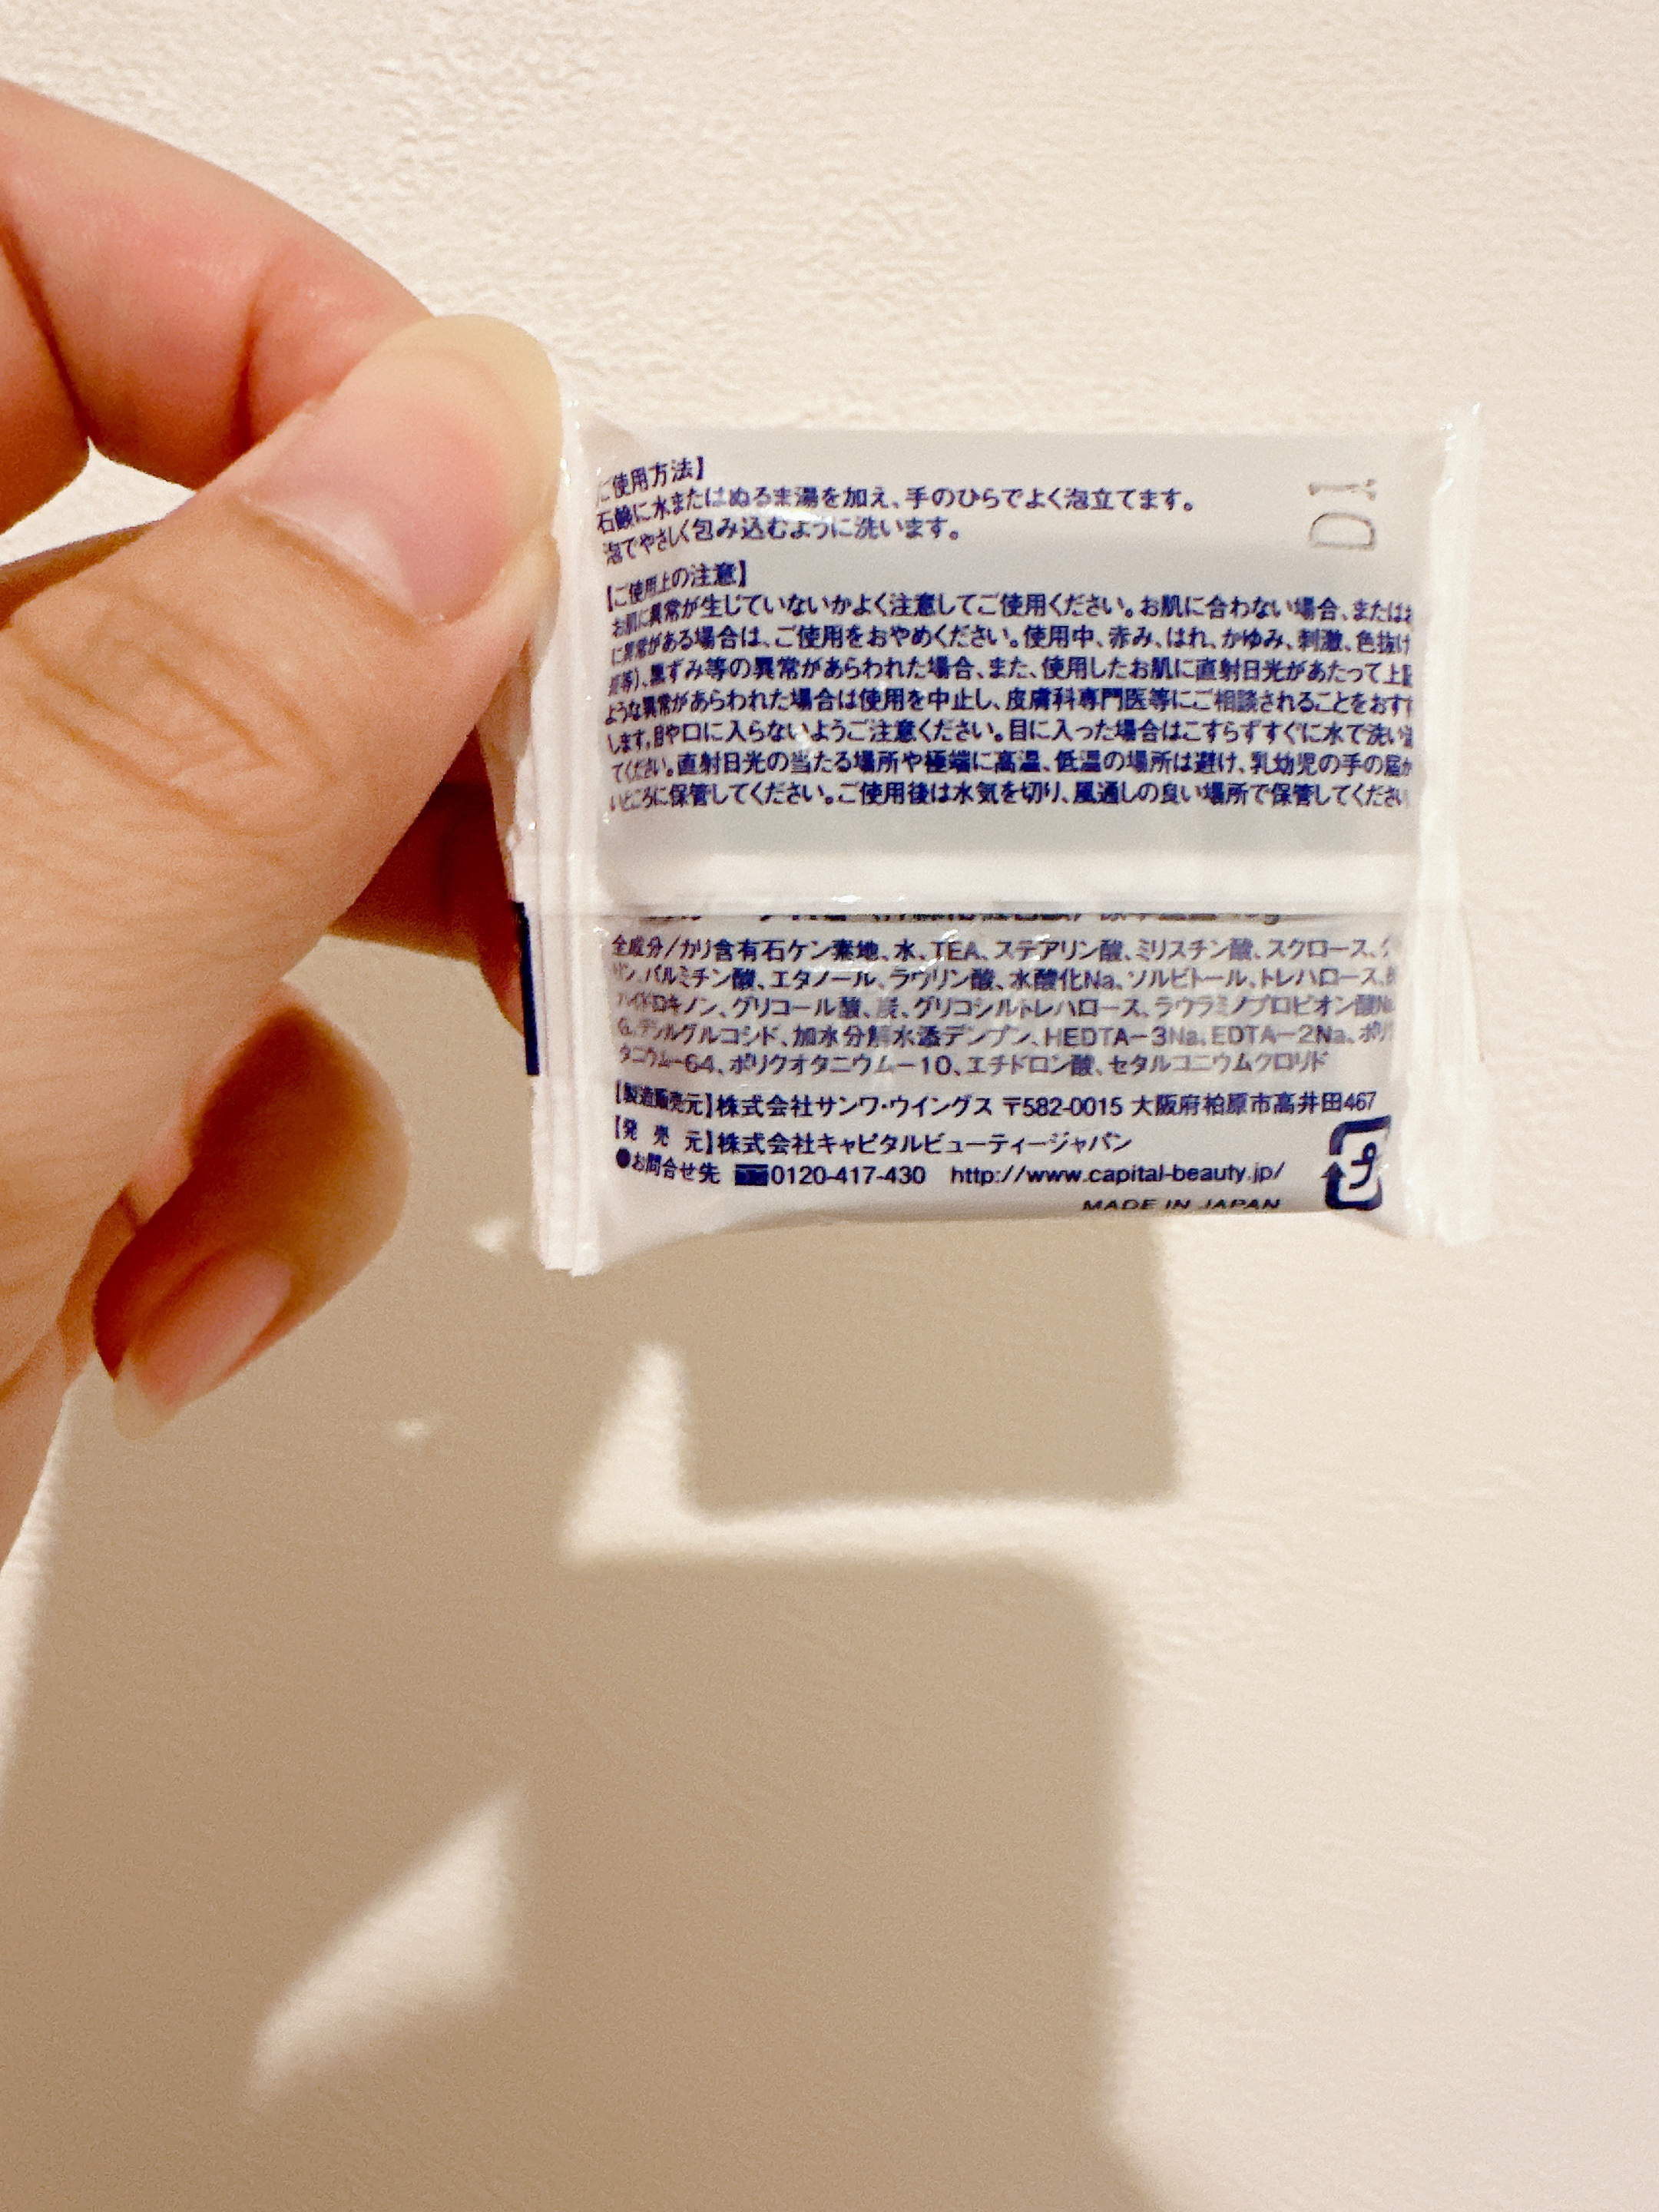 使用方法】
石鹸に水またはぬるま湯を加え、手のひらでよく泡立てます。
泡でやさしく包み込むように洗います。
【ご使用上の注意】
お肌に異常が生じていないかよく注意してご使用ください。お肌に合わない場合、または
に異常がある場合は、ご使用をおやめください。使用中、赤み、はれ、かゆみ、刺激、色抜け
等)、黒ずみ等の異常があらわれた場合、また、使用したお肌に直射日光があたって上
ような異常があらわれた場合は使用を中止し、皮膚科専門医等にご相談されることをおすす
します。目や口に入らないようご注意ください。目に入った場合はこすらずすぐに水で洗い
てください。直射日光の当たる場所や極端に高温、低温の場所は避け、乳幼児の手の届か
いところに保管してください。ご使用後は水気を切り、風通しの良い場所で保管してください
D1
全成分/カリ含有石ケン素地、水、TEA、ステアリン酸、ミリスチン酸、スクロース、
リン、パルミチン酸、エタノール、ラウリン酸、水酸化Na、ソルビトール、トレハロース、
ハイドロキノン、グリコール酸、炭、グリコシルトレハロース、ラウラミノプロピオン酸Na
G、デシルグルコシド、加水分解水添デンプン、HEDTA－3Na、EDTA－2Na、ポリ
タニウム－64、ポリクオタニウム－10、エチドロン酸、セタルコニウムクロリド
【製造販売元】株式会社サンワ・ウイングス 〒582-0015 大阪府柏原市高井田467
【発 売 元】株式会社キャピタルビューティージャパン
●お問合せ先 0120-417-430 http://www.capital-beauty.jp/
MADE IN JAPAN